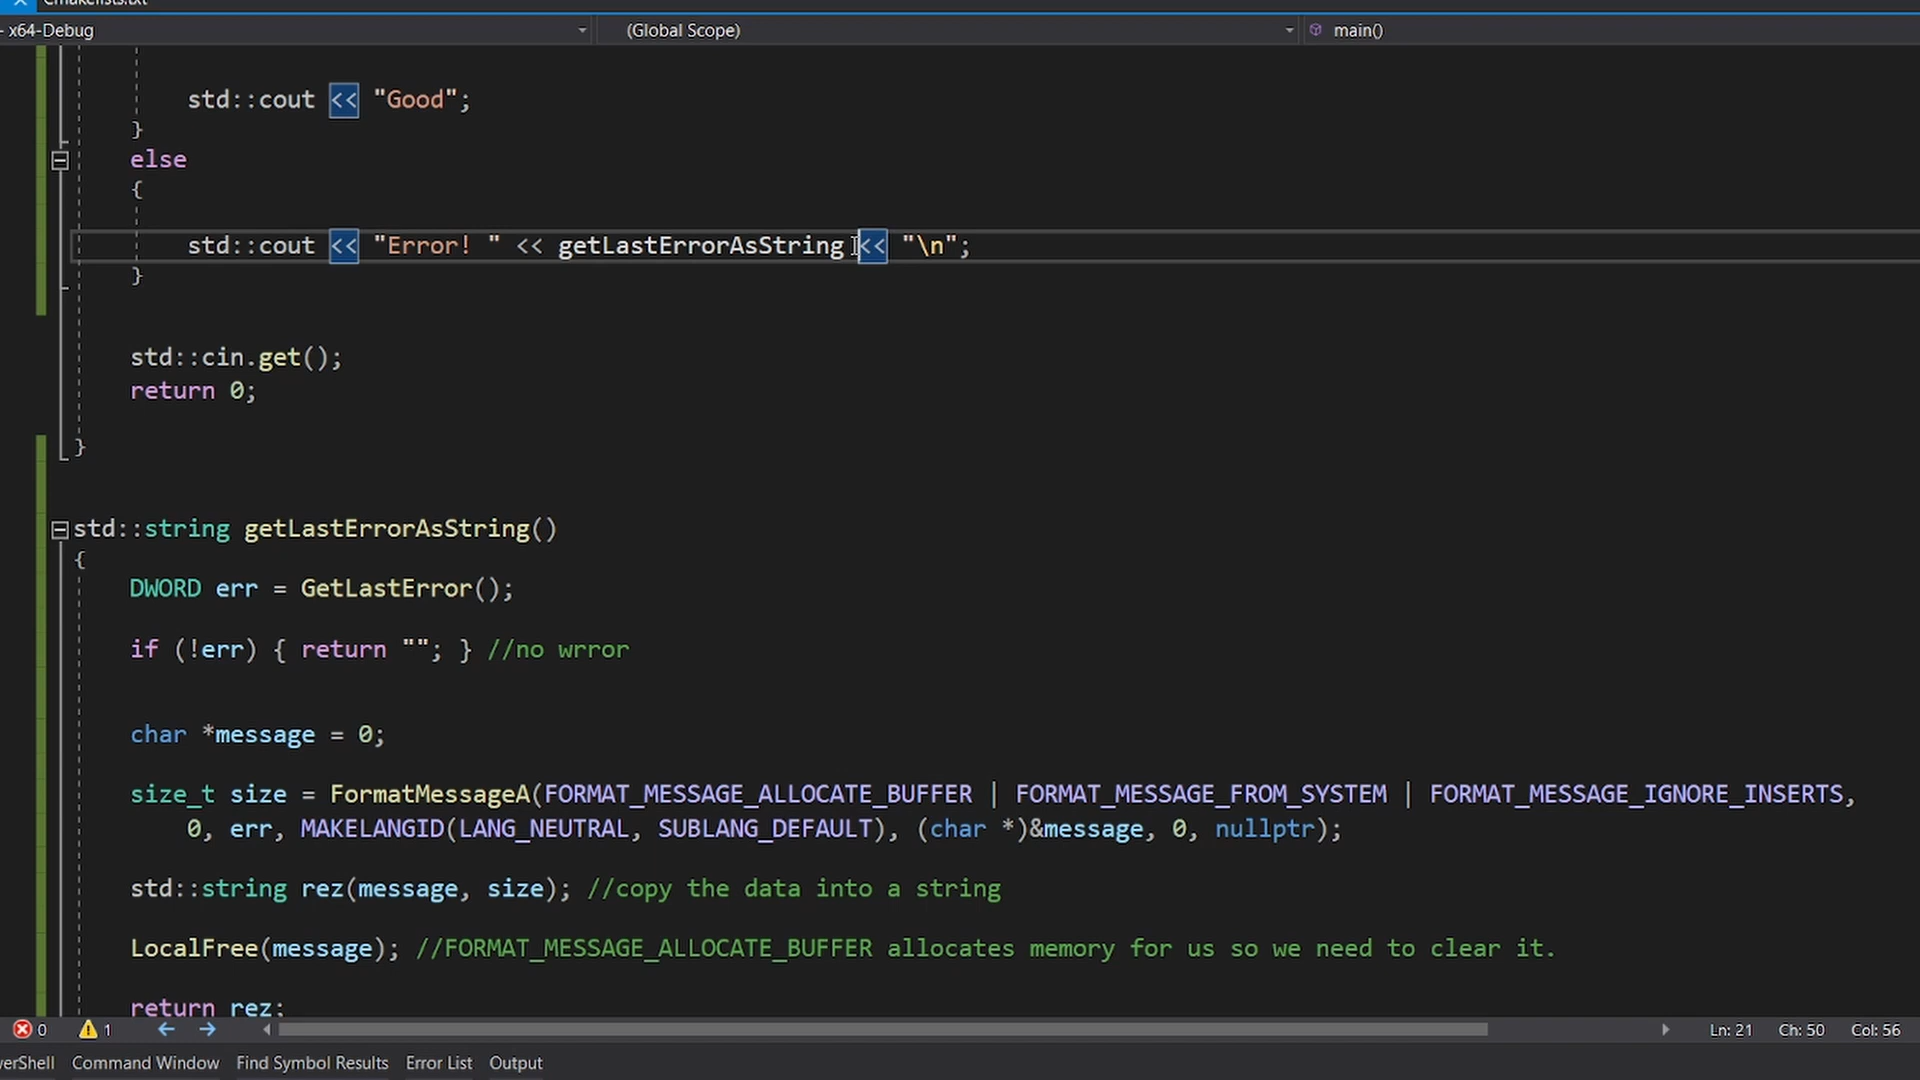 x64-Debug
(Global Scope)
main()
std::cout << "Good";
}
else
{
std::cout << "Error! " << getLastErrorAsString << "\n";
}
std::cin.get();
return 0;
}
std::string getLastErrorAsString()
{
DWORD err = GetLastError();
if (!err) { return ""; } //no wrror
char *message = 0;
size_t size = FormatMessageA(FORMAT_MESSAGE_ALLOCATE_BUFFER | FORMAT_MESSAGE_FROM_SYSTEM | FORMAT_MESSAGE_IGNORE_INSERTS,
0, err, MAKELANGID(LANG_NEUTRAL, SUBLANG_DEFAULT), (char *)&message, 0, nullptr);
std::string rez(message, size); //copy the data into a string
LocalFree(message); //FORMAT_MESSAGE_ALLOCATE_BUFFER allocates memory for us so we need to clear it.
return rez;
0 1 Ln: 21 Ch: 50 Col: 56
erShell Command Window Find Symbol Results Error List Output